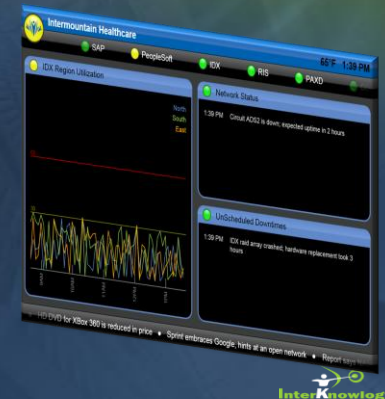 Intermountain Healthcare
55°F 1:39 PM
SAP PeopleSoft IDX RIS PAXD
IDX Region Utilization
North
South
East
Network Status
1:39 PM Circuit ADS2 is down; expected uptime in 2 hours
UnScheduled Downtimes
1:39 PM IDX raid array crashed; hardware replacement took 3
hours
HD DVD for XBox 360 is reduced in price • Sprint embraces Google, hints at an open network • Report says
InterKnowlog